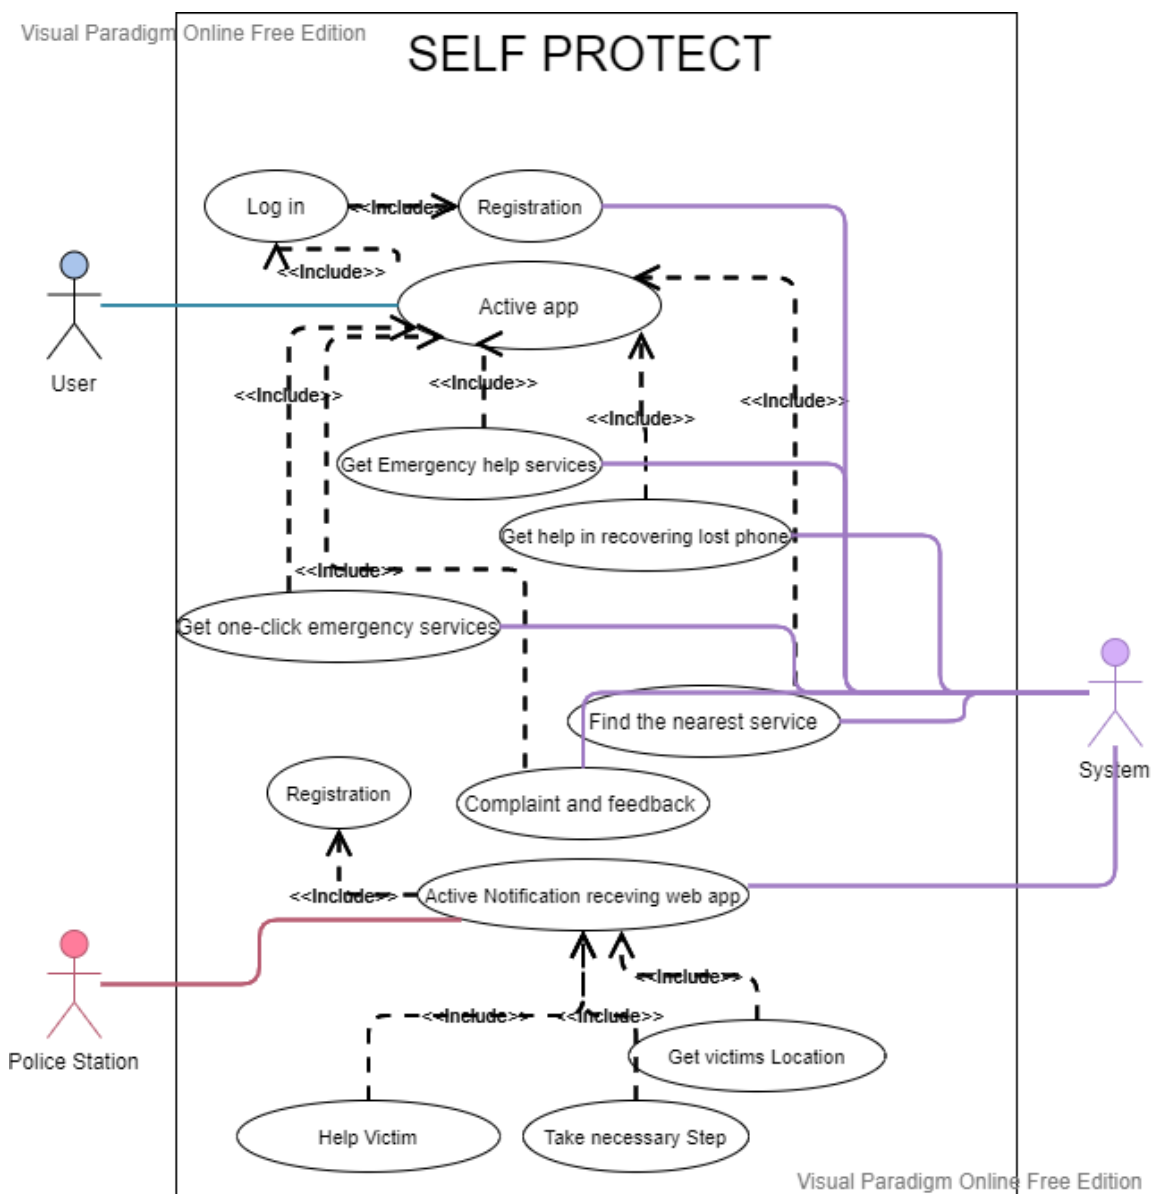 Visual Paradigm Online Free Edition
SELF PROTECT
Log in
<<Include>>
Registration
<<Include>>
Active app
User
<<Include>>
<<Include>>
<<Include>>
<<Include>>
Get Emergency help services
Get help in recovering lost phone
<<Include>>
Get one-click emergency services
Find the nearest service
System
Registration
Complaint and feedback
<<Include>>
Active Notification receving web app
Police Station
<<Include>>
<<Include>>
<<Include>>
Get victims Location
Help Victim
Take necessary Step
Visual Paradigm Online Free Edition